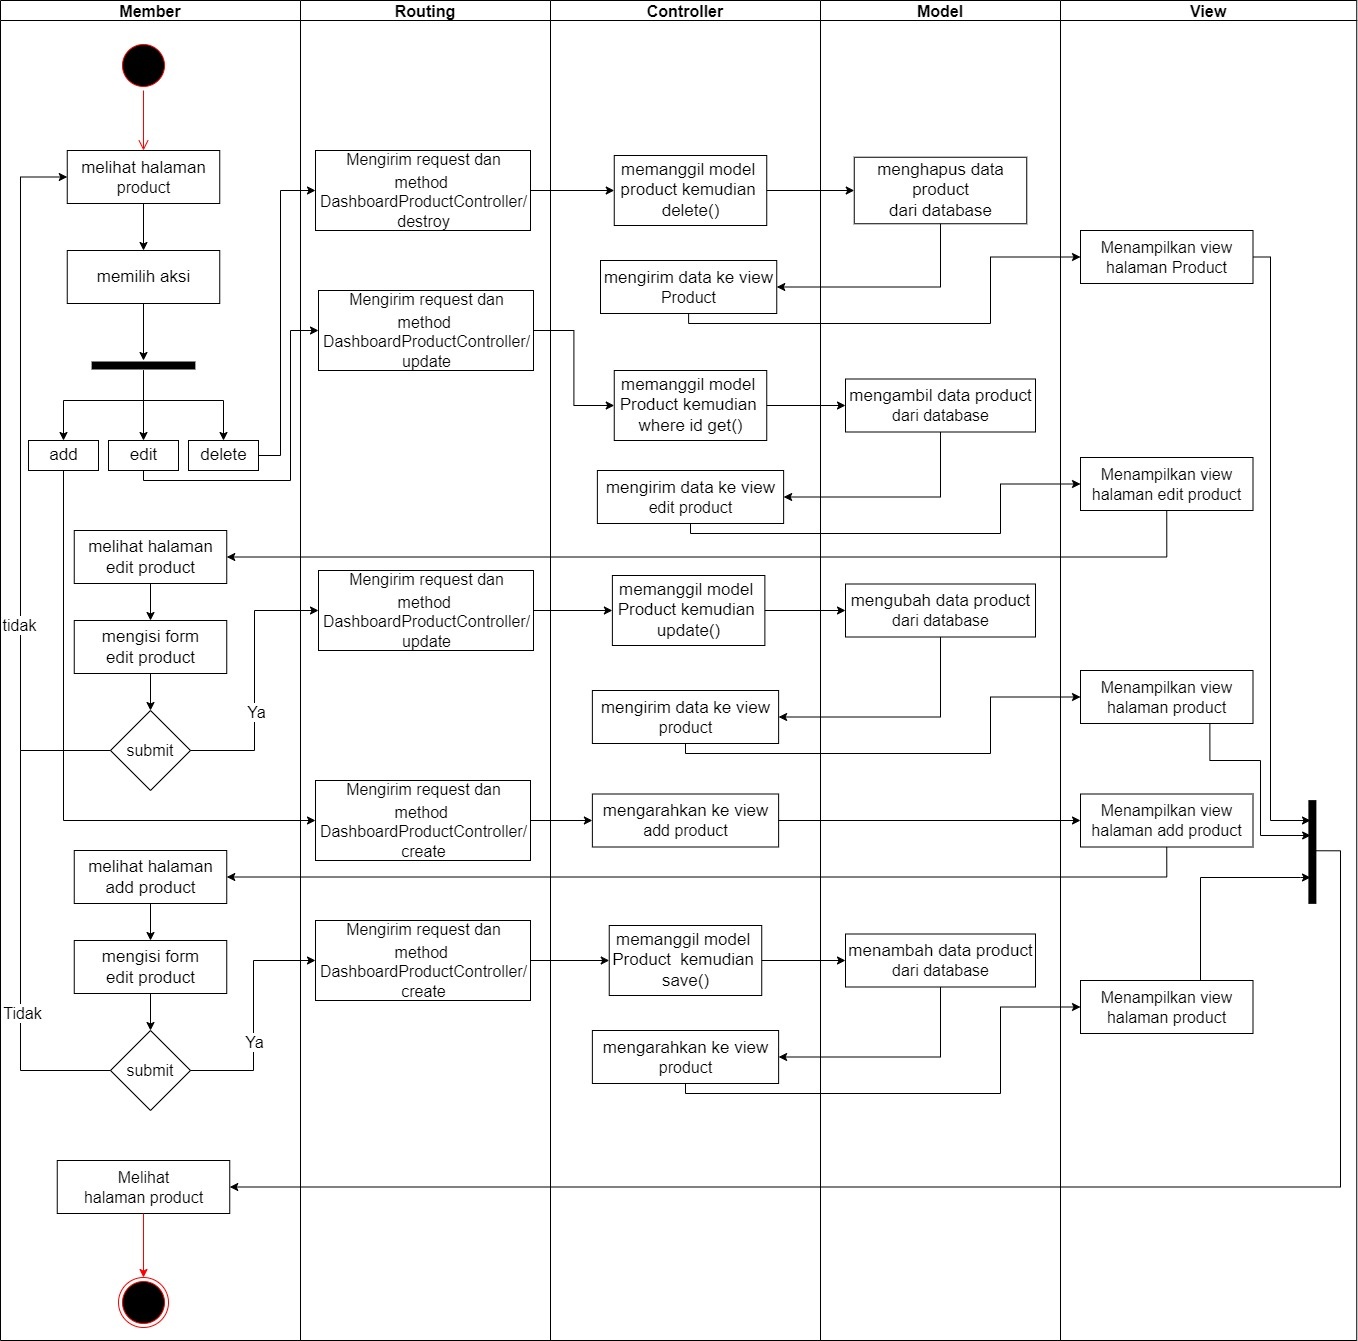 Member
Routing
Controller
Model
View
melihat halaman
product
Mengirim request dan
method
DashboardProductController/
destroy
memanggil model
product kemudian
delete()
menghapus data
product
dari database
memilih aksi
mengirim data ke view
Product
Menampilkan view
halaman Product
Mengirim request dan
method
DashboardProductController/
update
memanggil model
Product kemudian
where id get()
mengambil data product
dari database
add
edit
delete
mengirim data ke view
edit product
Menampilkan view
halaman edit product
melihat halaman
edit product
tidak
mengisi form
edit product
Mengirim request dan
method
DashboardProductController/
update
memanggil model
Product kemudian
update()
mengubah data product
dari database
Ya
submit
mengirim data ke view
product
Menampilkan view
halaman product
Mengirim request dan
method
DashboardProductController/
create
mengarahkan ke view
add product
Menampilkan view
halaman add product
melihat halaman
add product
mengisi form
edit product
Mengirim request dan
method
DashboardProductController/
create
memanggil model
Product  kemudian
save()
menambah data product
dari database
Menampilkan view
halaman product
Tidak
Ya
submit
mengarahkan ke view
product
Melihat
halaman product